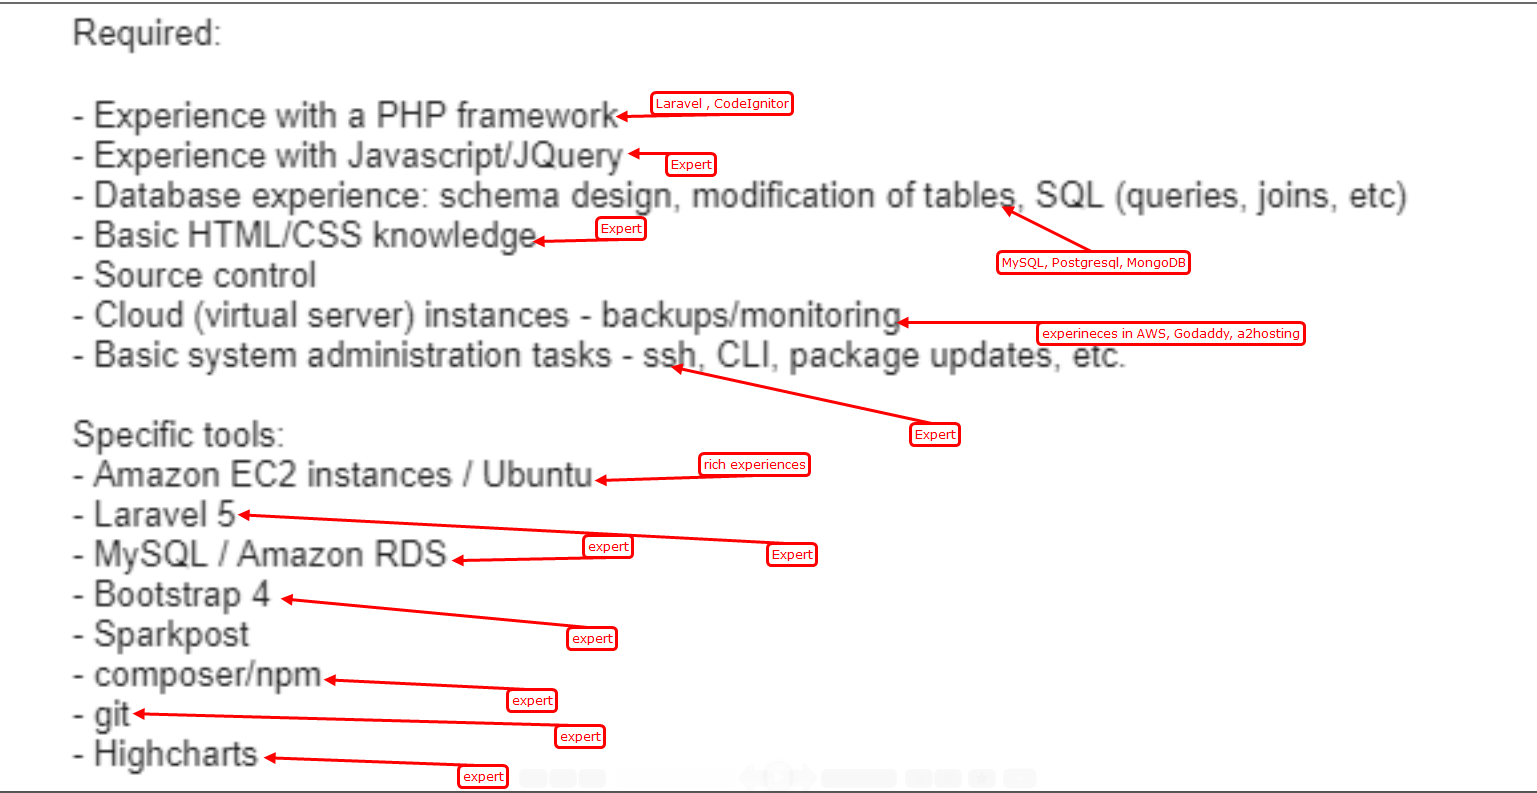 Required:
- Experience with a PHP framework
Laravel , CodeIgnitor
- Experience with Javascript/JQuery
Expert
- Database experience: schema design, modification of tables, SQL (queries, joins, etc)
- Basic HTML/CSS knowledge
Expert
MySQL, Postgresql, MongoDB
- Source control
- Cloud (virtual server) instances - backups/monitoring
experineces in AWS, Godaddy, a2hosting
- Basic system administration tasks - ssh, CLI, package updates, etc.
Expert
Specific tools:
- Amazon EC2 instances / Ubuntu
rich experiences
- Laravel 5
Expert
- MySQL / Amazon RDS
expert
- Bootstrap 4
expert
- Sparkpost
- composer/npm
expert
- git
expert
- Highcharts
expert